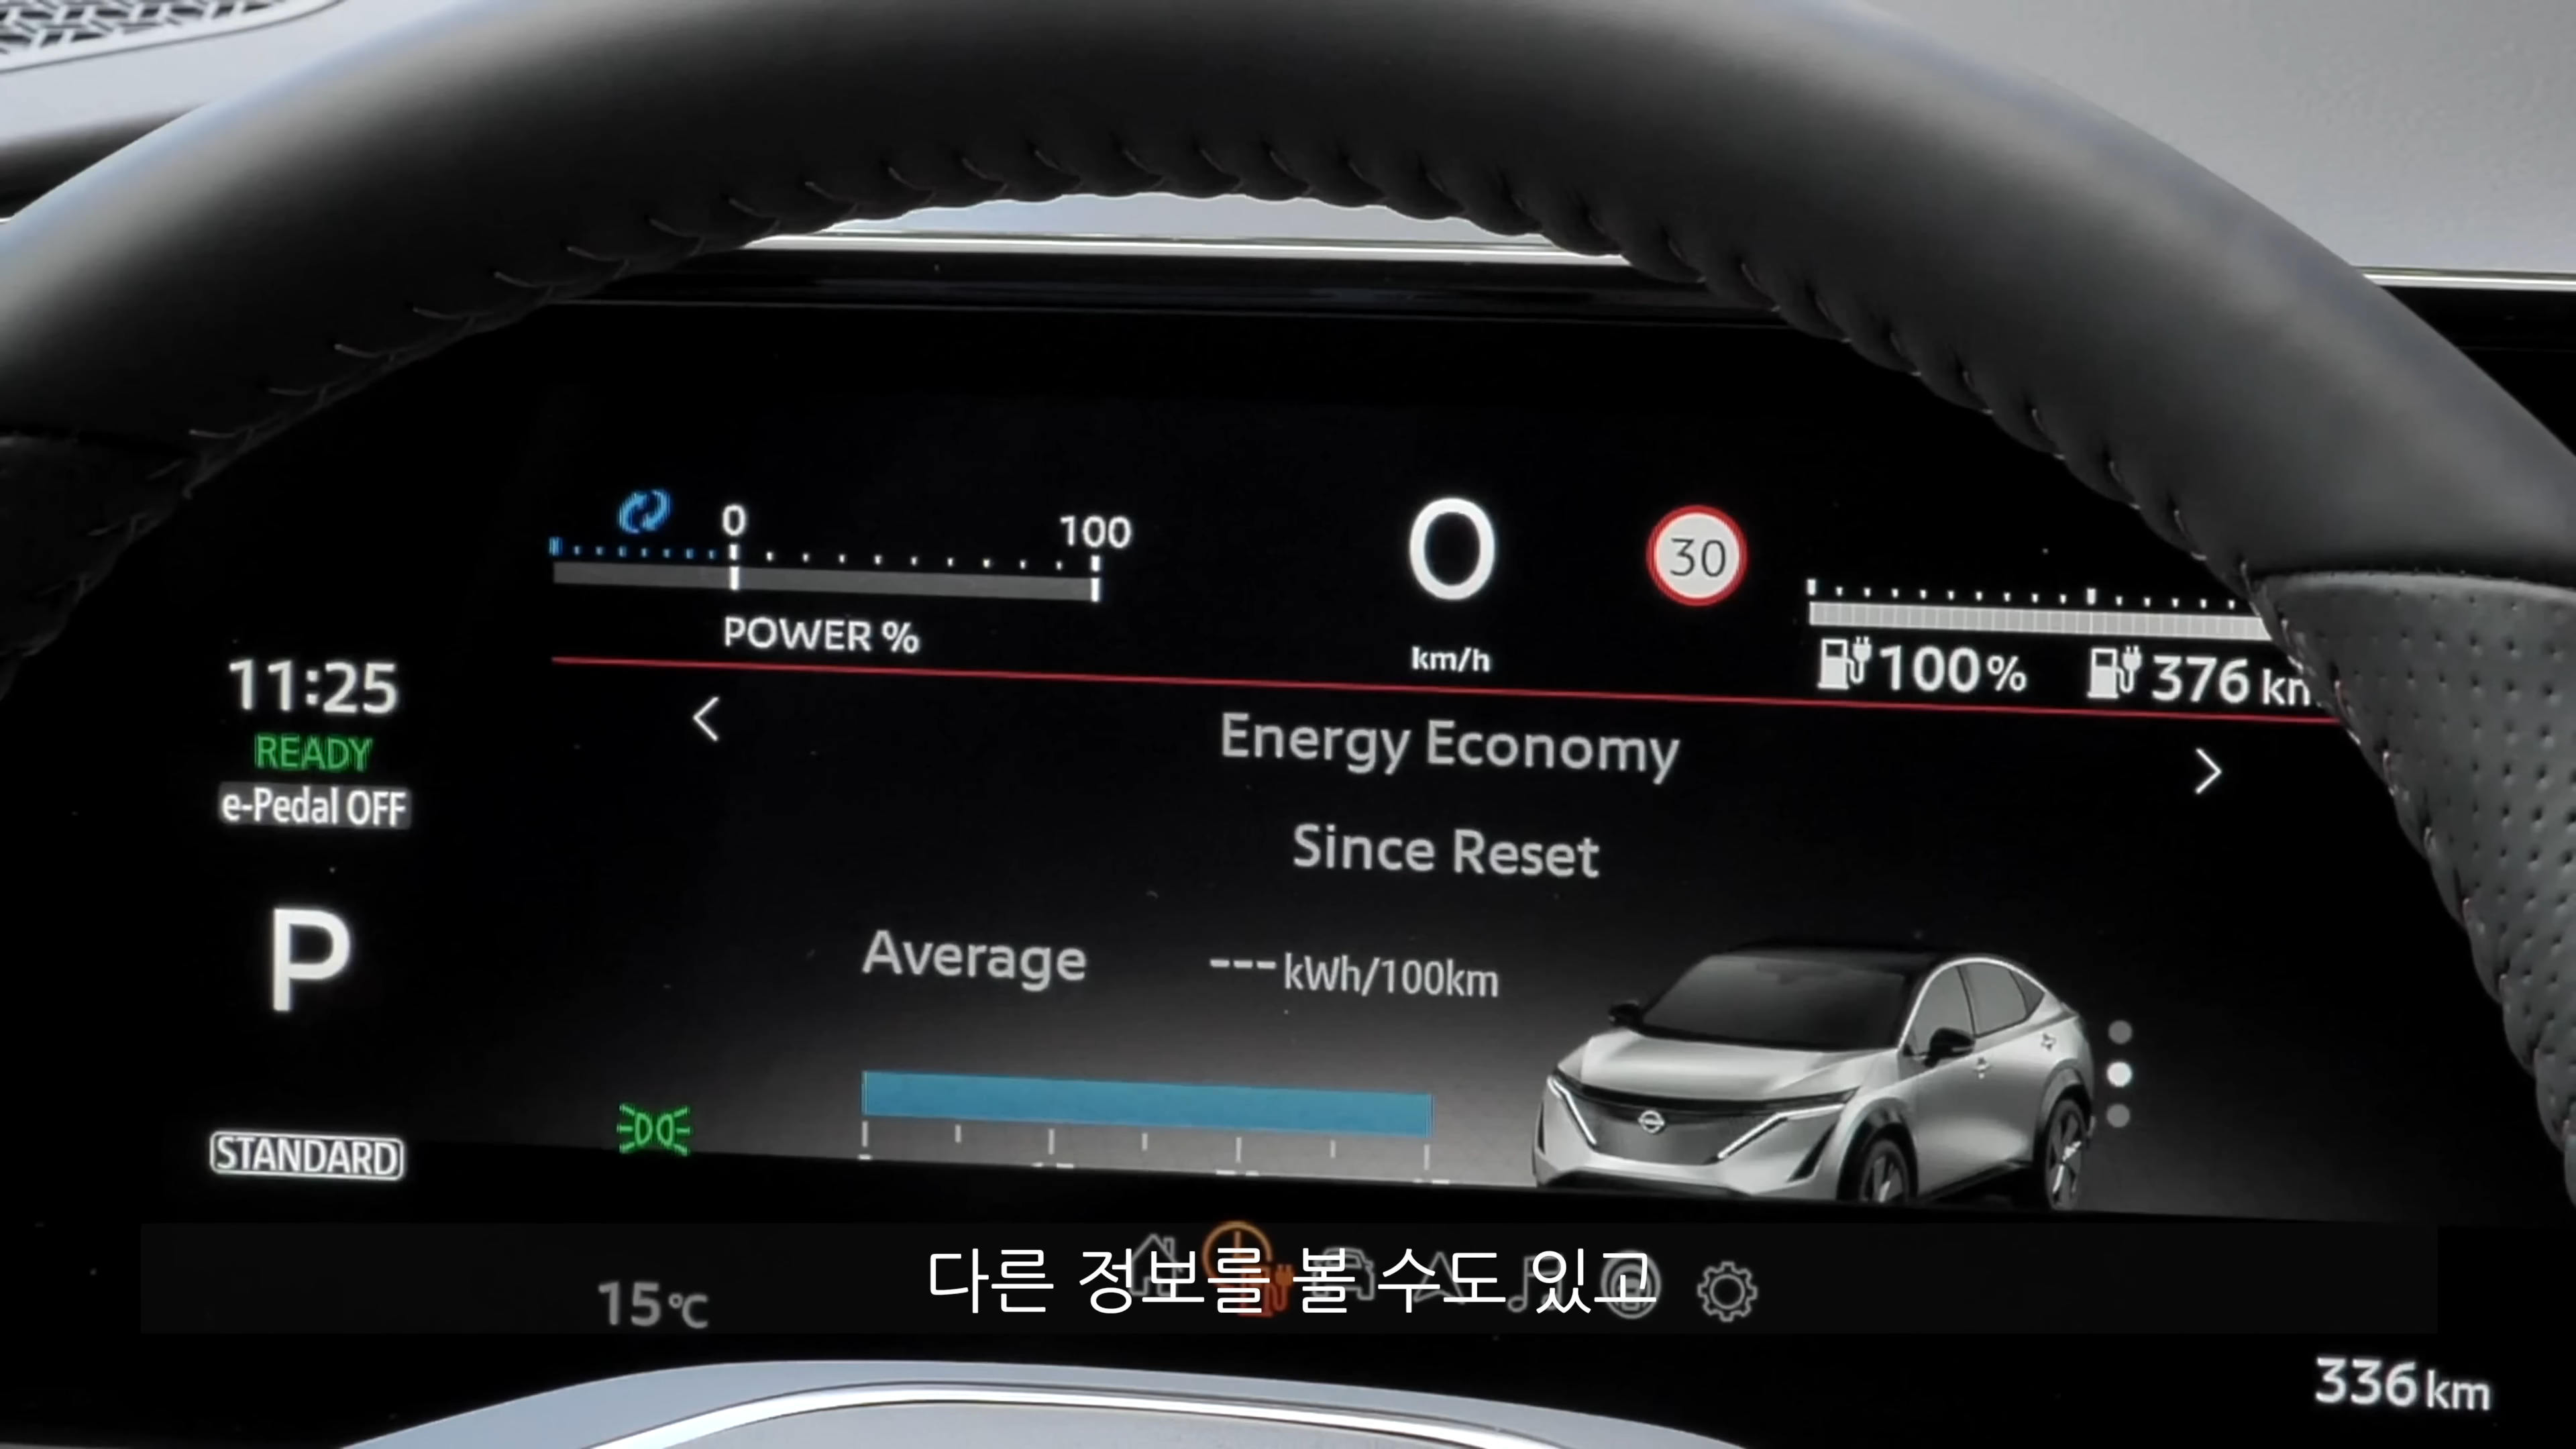 0 100
POWER %
0
km/h
30
100% 376 km
11:25
READY
e-Pedal OFF
P
STANDARD
Energy Economy
Since Reset
Average --- kWh/100km
다른 정보를 볼 수도 있고
15℃
336 km